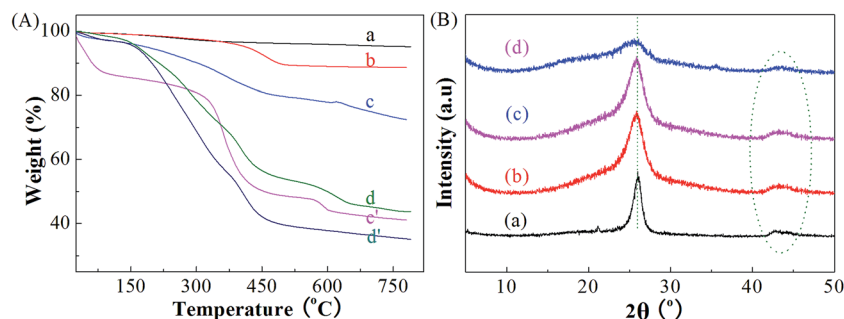 (A)
100
80
60
40
Weight (%)
a
b
c
d
c'
d'
150
300
450
600
750
Temperature (°C)
(B)
Intensity (a.u)
(d)
(c)
(b)
(a)
10
20
30
40
50
2θ (°)